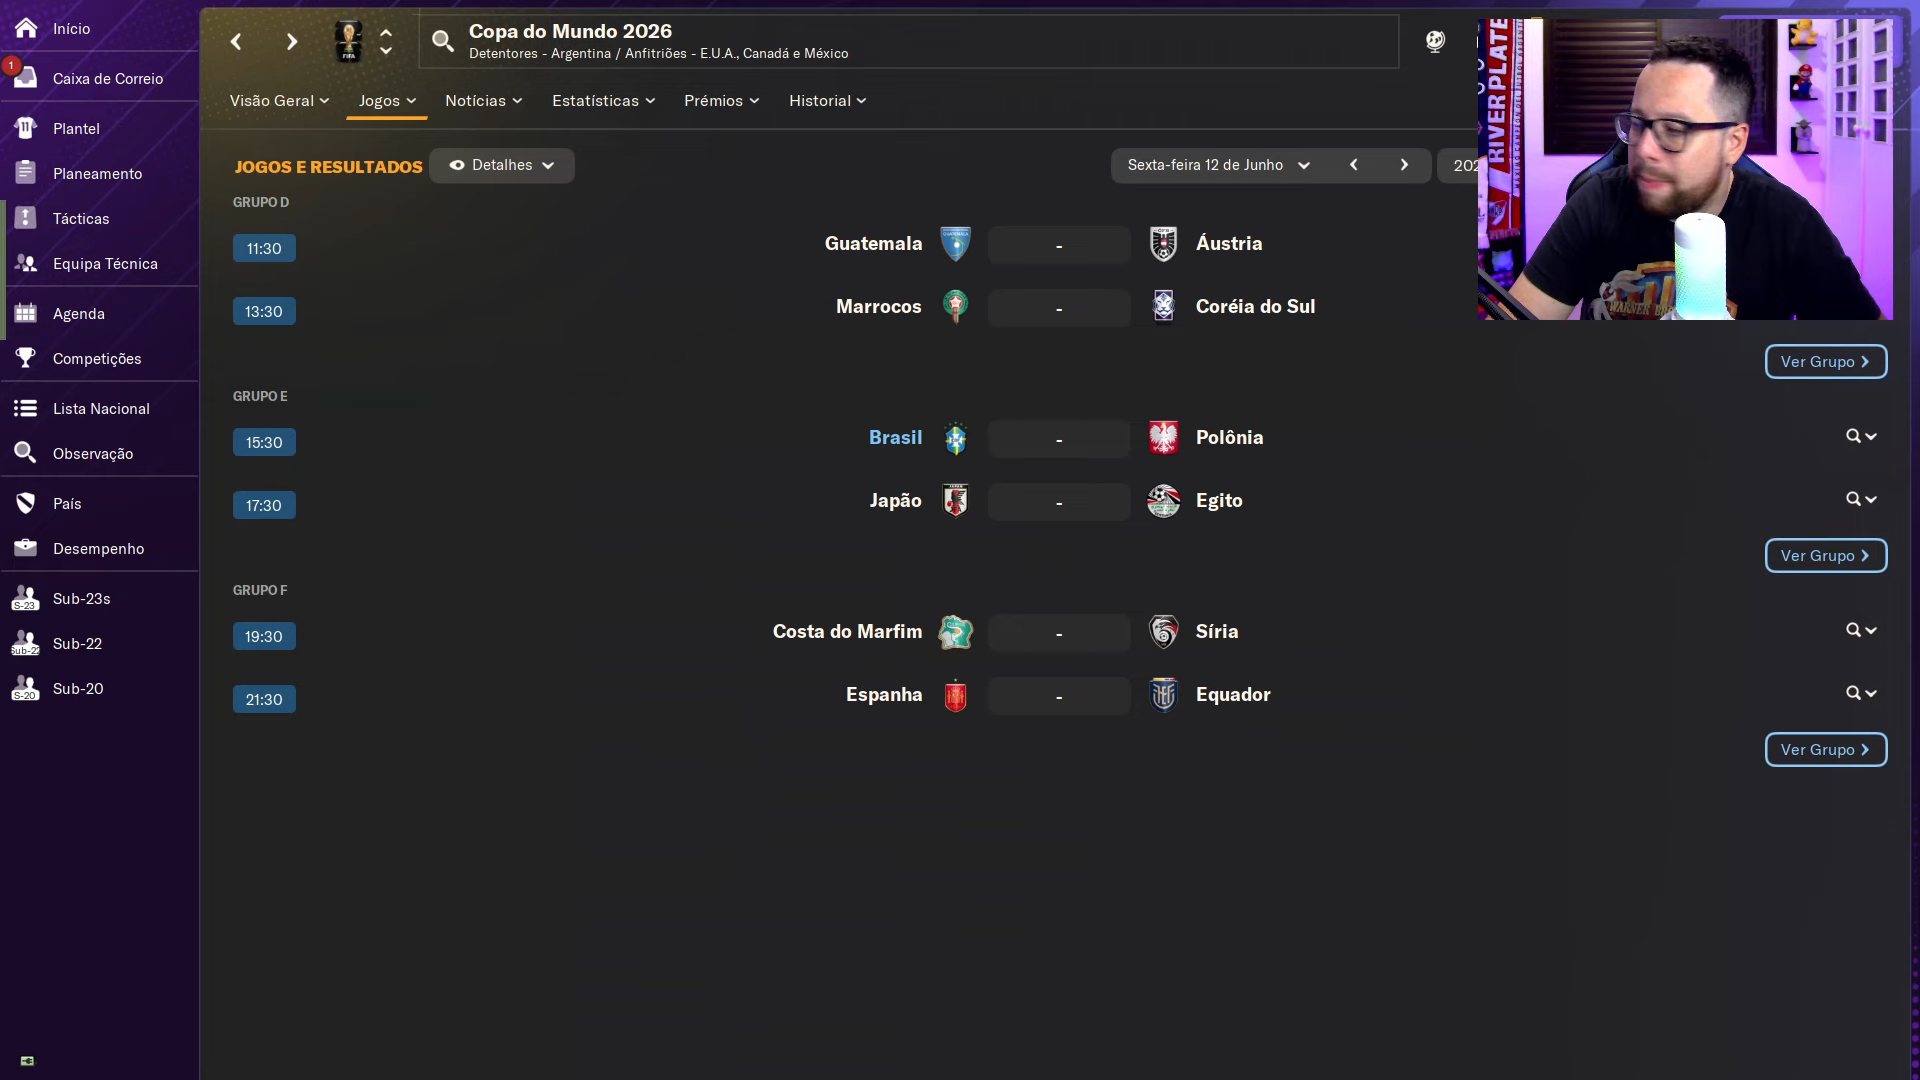 Início
1
Caixa de Correio
Plantel
Planeamento
Tácticas
Equipa Técnica
Agenda
Competições
Lista Nacional
Observação
País
Desempenho
S-23
Sub-23s
Sub-22
S-20
Sub-20
FIFA
Copa do Mundo 2026
Detentores - Argentina / Anfitriões - E.U.A., Canadá e México
Visão Geral
Jogos
Notícias
Estatísticas
Prémios
Historial
JOGOS E RESULTADOS
Detalhes
Sexta-feira 12 de Junho
202
RIVER PLATE
GRUPO D
11:30
Guatemala
-
Áustria
13:30
Marrocos
-
Coréia do Sul
Ver Grupo
GRUPO E
15:30
Brasil
-
Polônia
17:30
Japão
-
Egito
Ver Grupo
GRUPO F
19:30
Costa do Marfim
-
Síria
21:30
Espanha
-
Equador
Ver Grupo